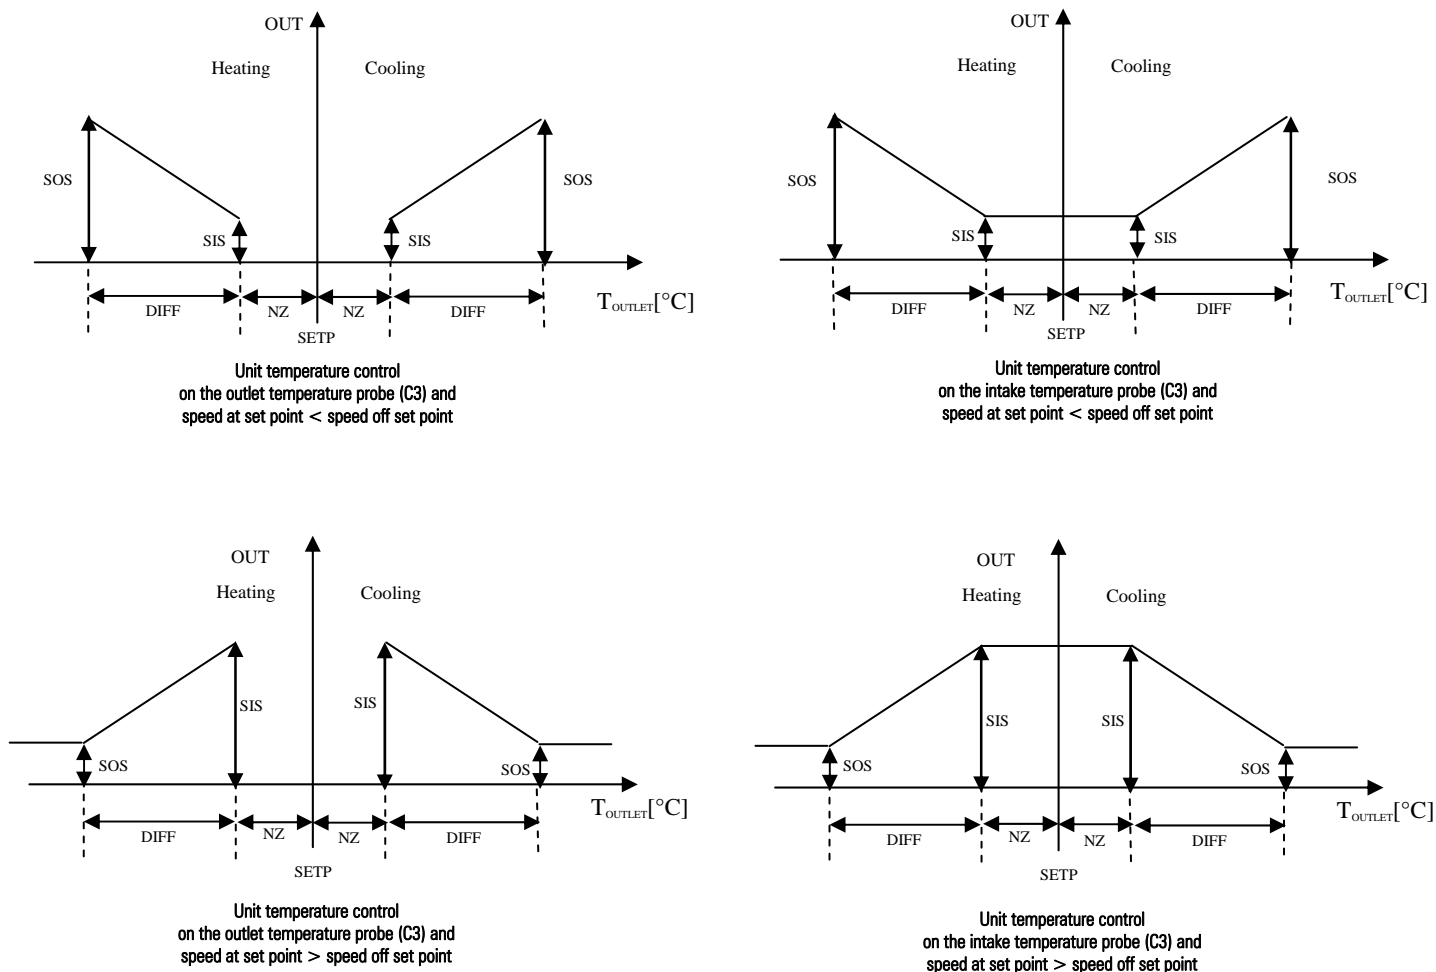 OUT
Heating
Cooling
SOS
SOS
SIS
SIS
DIFF
NZ
NZ
DIFF
TOUTLET[°C]
SETP
Unit temperature control
on the outlet temperature probe (C3) and
speed at set point < speed off set point
OUT
Heating
Cooling
SOS
SOS
SIS
SIS
DIFF
NZ
NZ
DIFF
TOUTLET[°C]
SETP
Unit temperature control
on the intake temperature probe (C3) and
speed at set point < speed off set point
OUT
Heating
Cooling
SIS
SIS
SOS
SOS
DIFF
NZ
NZ
DIFF
TOUTLET[°C]
SETP
Unit temperature control
on the outlet temperature probe (C3) and
speed at set point > speed off set point
OUT
Heating
Cooling
SIS
SIS
SOS
SOS
DIFF
NZ
NZ
DIFF
TOUTLET[°C]
SETP
Unit temperature control
on the intake temperature probe (C3) and
speed at set point > speed off set point